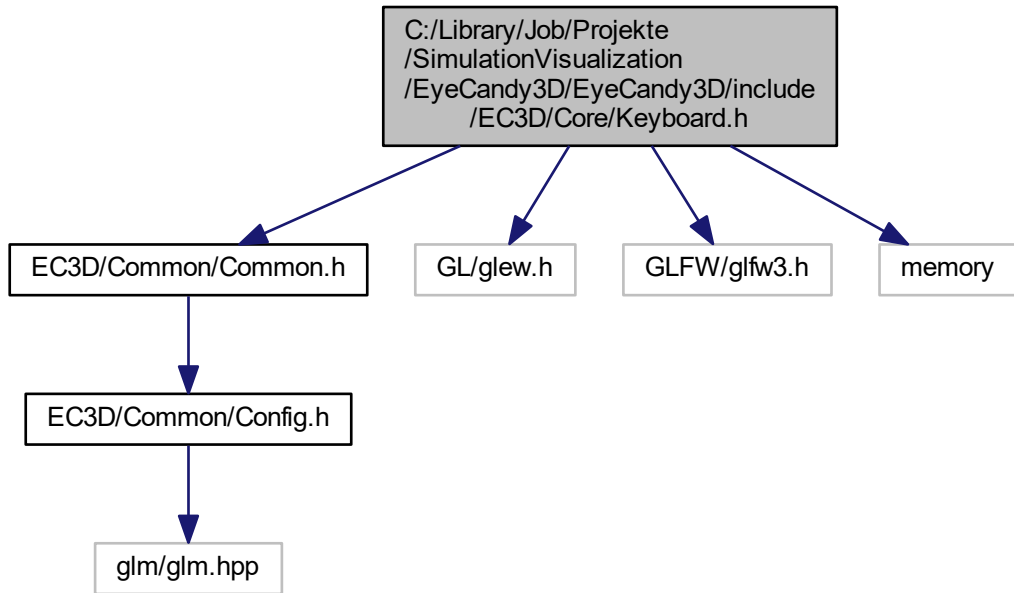 C:/Library/Job/Projekte
/SimulationVisualization
/EyeCandy3D/EyeCandy3D/include
/EC3D/Core/Keyboard.h
EC3D/Common/Common.h
GL/glew.h
GLFW/glfw3.h
memory
EC3D/Common/Config.h
glm/glm.hpp